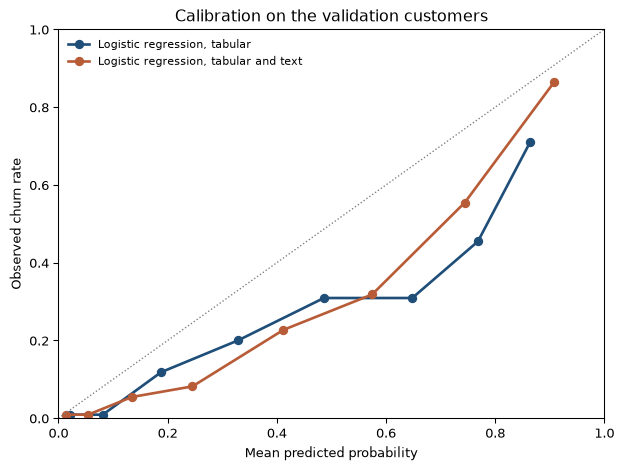 Calibration on the validation customers
Logistic regression, tabular
Logistic regression, tabular and text
Observed churn rate
1.0
0.8
0.6
0.4
0.2
0.0
0.0 0.2 0.4 0.6 0.8 1.0
Mean predicted probability